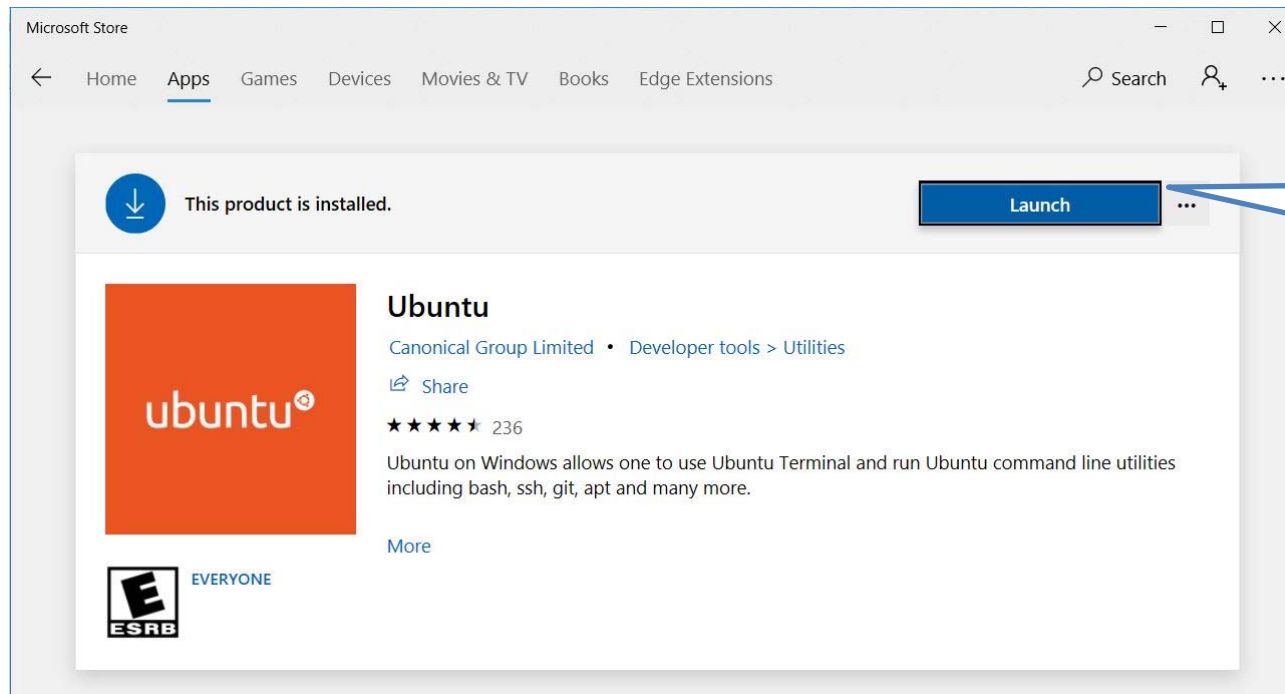 Microsoft Store
Home Apps Games Devices Movies & TV Books Edge Extensions Search
This product is installed.
Launch
ubuntu
Ubuntu
Canonical Group Limited • Developer tools > Utilities
Share
236
Ubuntu on Windows allows one to use Ubuntu Terminal and run Ubuntu command line utilities
including bash, ssh, git, apt and many more.
More
E
EVERYONE
ESRB